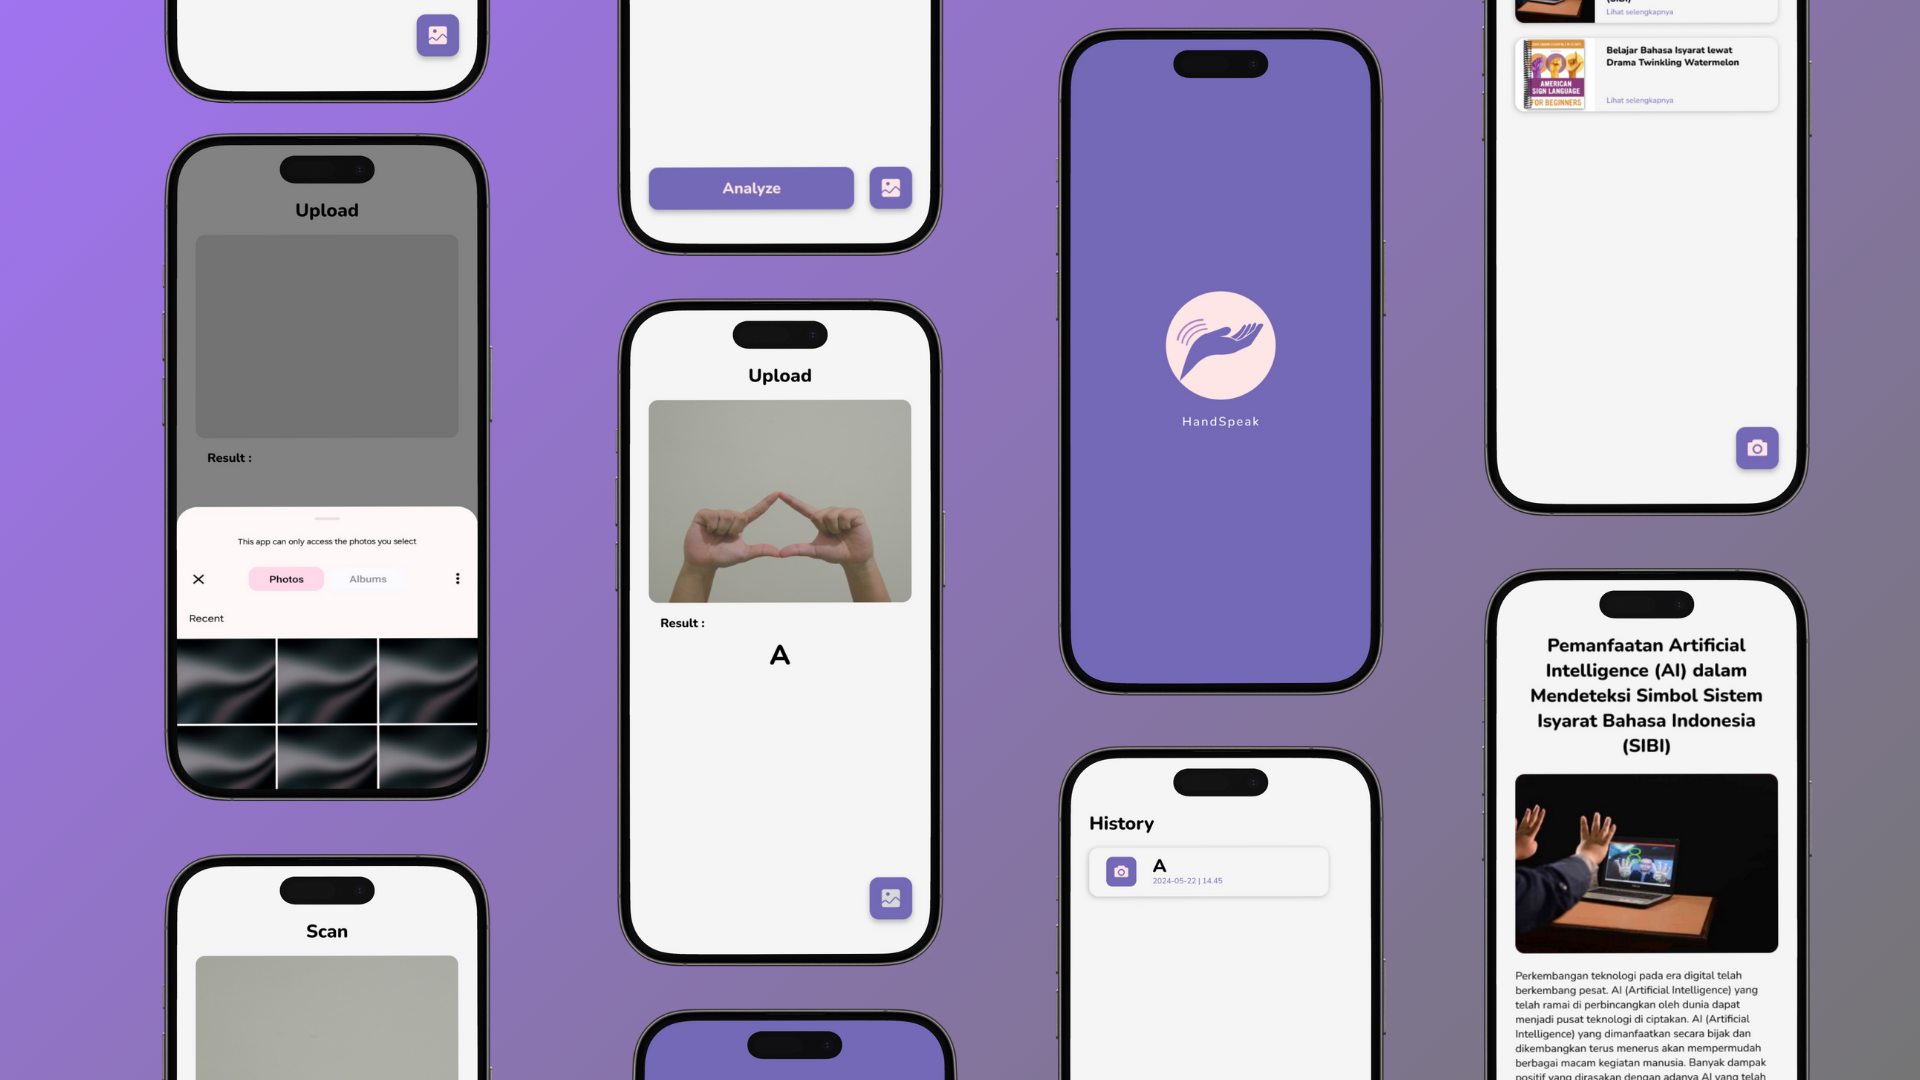 Upload
Result :
This app can only access the photos you select
Photos
Albums
Recent
Scan
Analyze
Upload
Result :
A
HandSpeak
History
A
2024-05-22 | 14.45
(SIBI)
Lihat selengkapnya
AMERICAN
SIGN LANGUAGE
FOR BEGINNERS
Belajar Bahasa Isyarat lewat
Drama Twinkling Watermelon
Lihat selengkapnya
Pemanfaatan Artificial
Intelligence (AI) dalam
Mendeteksi Simbol Sistem
Isyarat Bahasa Indonesia
(SIBI)
Perkembangan teknologi pada era digital telah
berkembang pesat. AI (Artificial Intelligence) yang
telah ramai di perbincangkan oleh dunia dapat
menjadi pusat teknologi di ciptakan. AI (Artificial
Intelligence) yang dimanfaatkan secara bijak dan
dikembangkan terus menerus akan mempermudah
berbagai macam kegiatan manusia. Banyak dampak
positif yang dirasakan dengan adanya AI yang telah